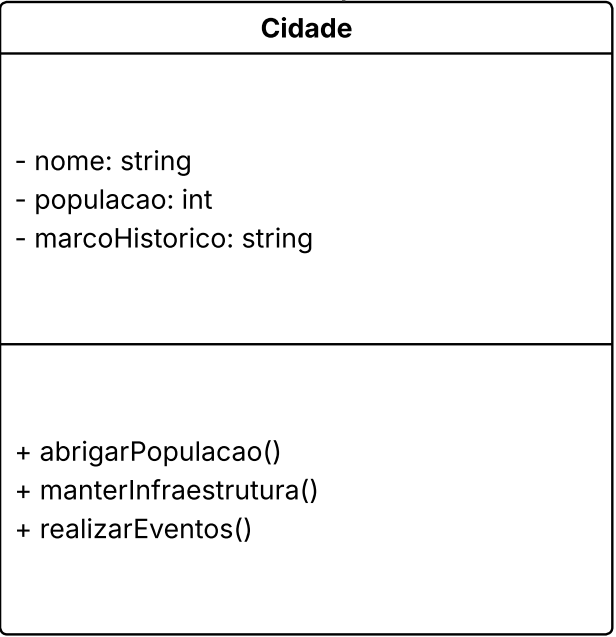 Cidade
- nome: string
- populacao: int
- marcoHistorico: string
+ abrigarPopulacao()
+ manterInfraestrutura()
+ realizarEventos()